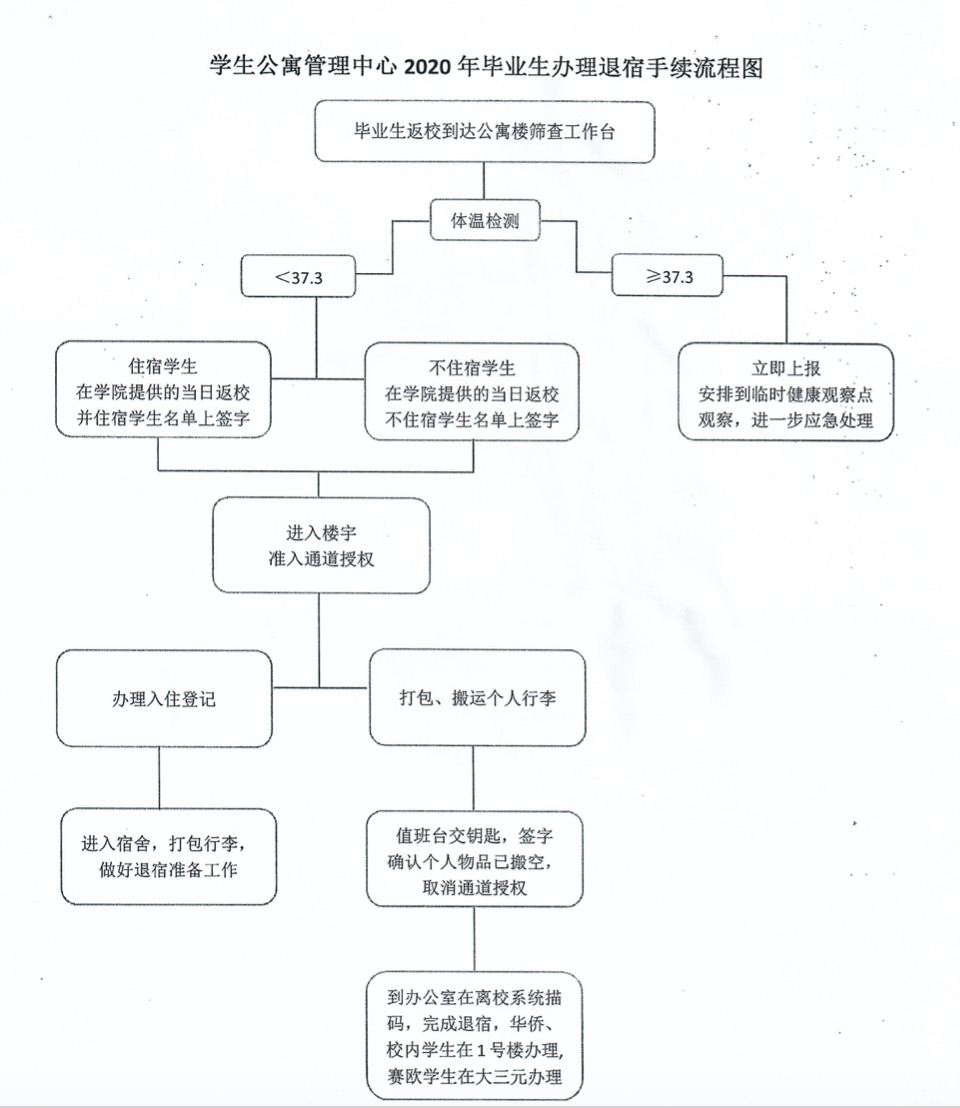 学生公寓管理中心 2020 年毕业生办理退宿手续流程图
毕业生返校到达公寓楼筛查工作台
体温检测
＜37.3
≥37.3
住宿学生
在学院提供的当日返校
并住宿学生名单上签字
不住宿学生
在学院提供的当日返校
不住宿学生名单上签字
立即上报
安排到临时健康观察点
观察，进一步应急处理
进入楼宇
准入通道授权
办理入住登记
打包、搬运个人行李
进入宿舍，打包行李，
做好退宿准备工作
值班台交钥匙，签字
确认个人物品已搬空，
取消通道授权
到办公室在离校系统描
码，完成退宿，华侨、
校内学生在 1 号楼办理,
赛欧学生在大三元办理